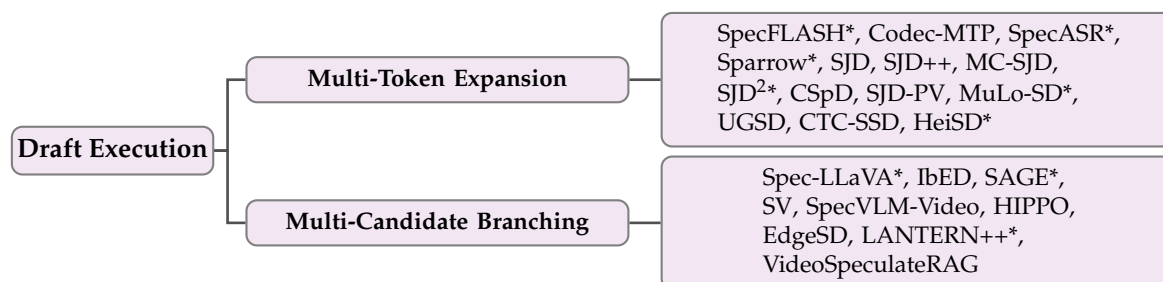 Draft Execution
Multi-Token Expansion
SpecFLASH*, Codec-MTP, SpecASR*,
Sparrow*, SJD, SJD++, MC-SJD,
SJD²*, CSpD, SJD-PV, MuLo-SD*,
UGSD, CTC-SSD, HeiSD*
Multi-Candidate Branching
Spec-LLaVA*, IbED, SAGE*,
SV, SpecVLM-Video, HIPPO,
EdgeSD, LANTERN++*,
VideoSpeculateRAG